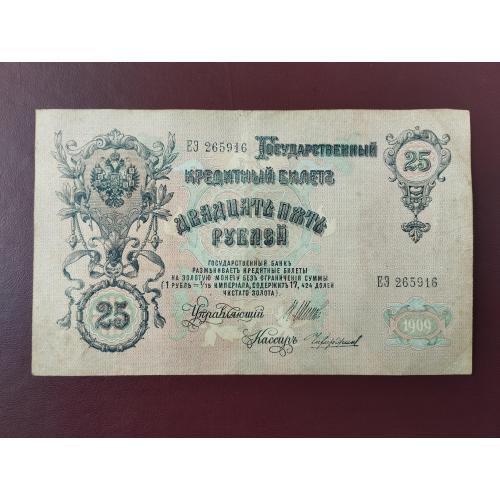 ЕЭ 265916
Государственный
25
Кредитный Билетъ
Двадцать пять
рублей
Государственный Банкъ
размѣниваетъ кредитные билеты
на золотую монету безъ ограниченія суммы
(1 рубль = 1/15 имперіала, содержитъ 17,424 долей
чистаго золота).
ЕЭ 265916
25
Управляющій
1909
Кассиръ